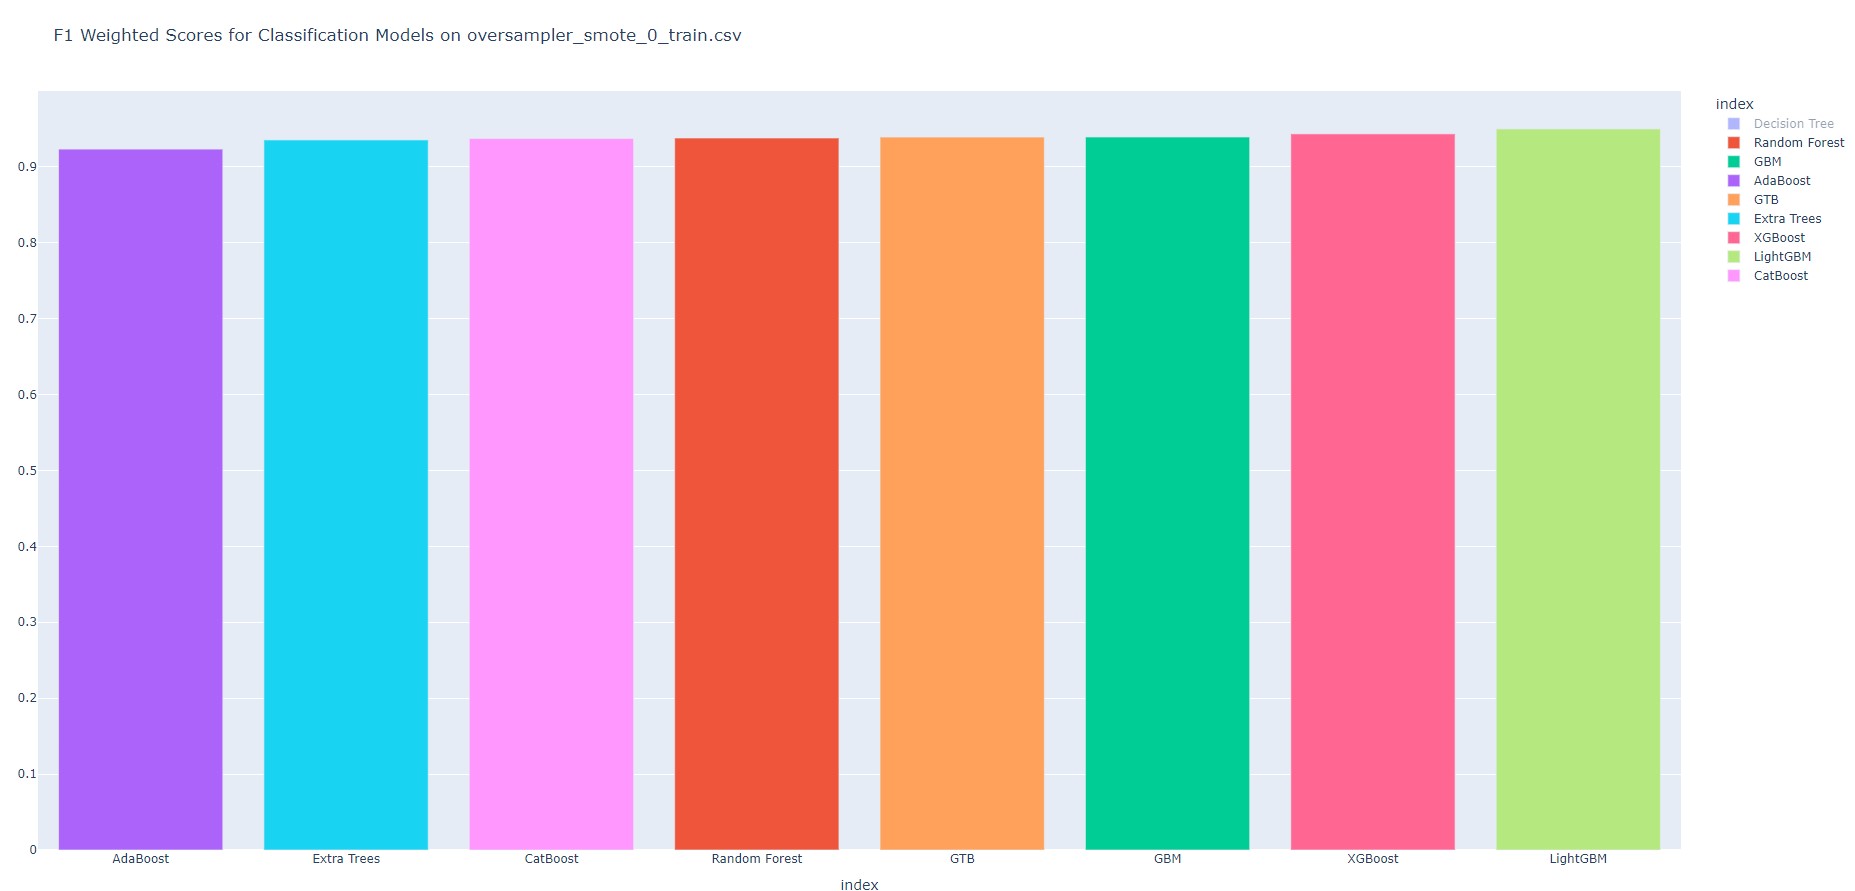 F1 Weighted Scores for Classification Models on oversampler_smote_0_train.csv
index
Decision Tree
Random Forest
GBM
AdaBoost
GTB
Extra Trees
XGBoost
LightGBM
CatBoost
0.9
0.8
0.7
0.6
0.5
0.4
0.3
0.2
0.1
0
AdaBoost Extra Trees CatBoost Random Forest GTB GBM XGBoost LightGBM
index